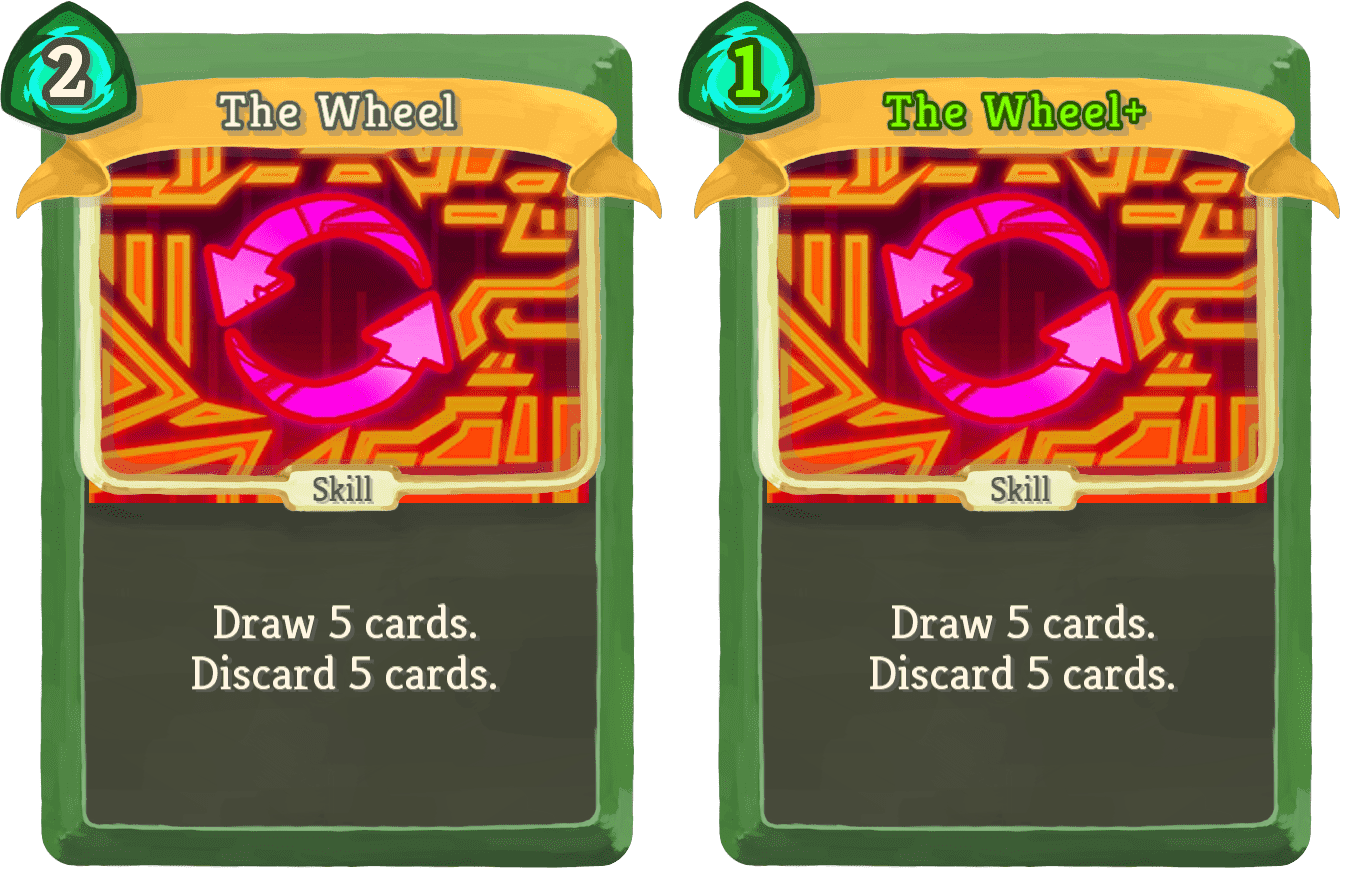 2
The Wheel
Skill
Draw 5 cards.
Discard 5 cards.
1
The Wheel+
Skill
Draw 5 cards.
Discard 5 cards.